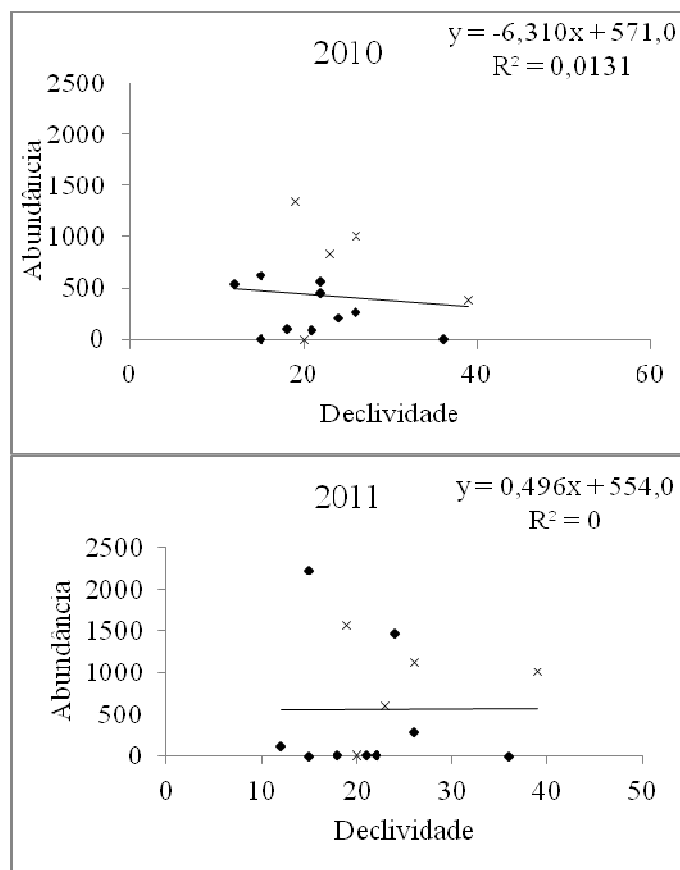 2010
y = -6,310x + 571,0
R² = 0,0131
2500
2000
1500
1000
500
0
Abundância
0 20 40 60
Declividade
2011
y = 0,496x + 554,0
R² = 0
2500
2000
1500
1000
500
0
Abundância
0 10 20 30 40 50
Declividade